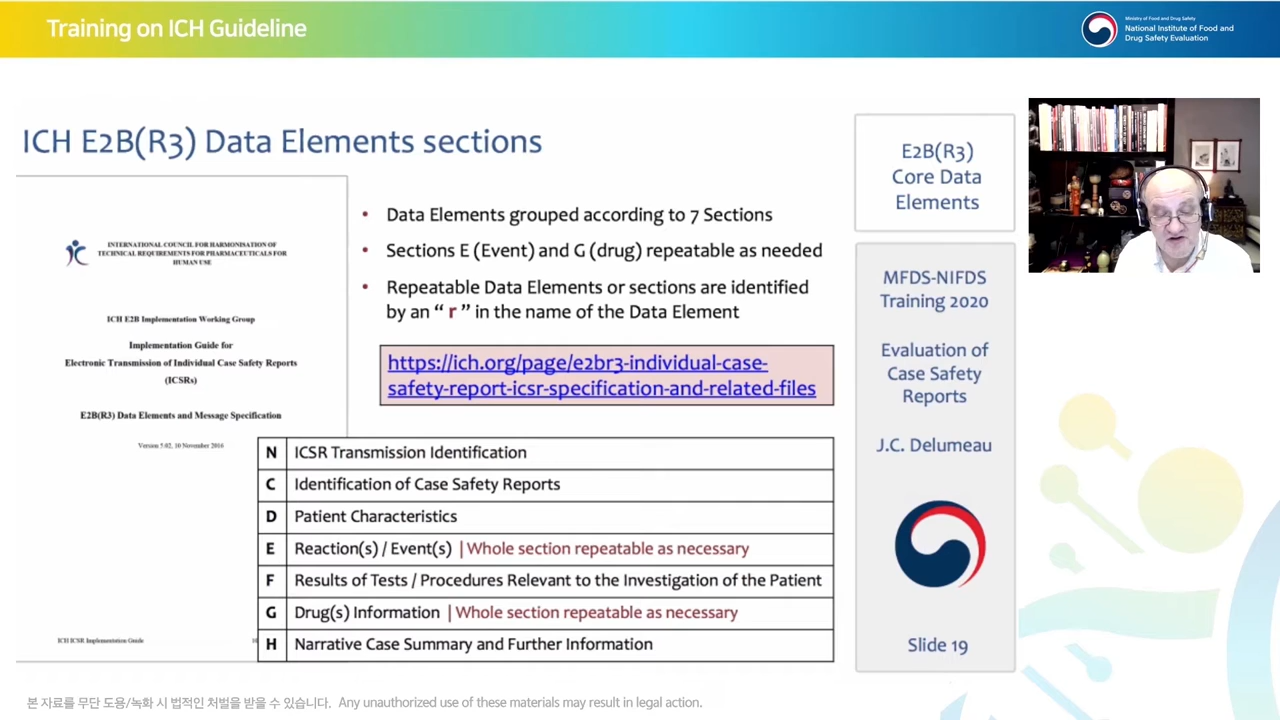 Training on ICH Guideline
Ministry of Food and Drug Safety
National Institute of Food and
Drug Safety Evaluation
ICH E2B(R3) Data Elements sections
INTERNATIONAL COUNCIL FOR HARMONISATION OF
TECHNICAL REQUIREMENTS FOR PHARMACEUTICALS FOR
HUMAN USE
ICH E2B Implementation Working Group
Implementation Guide for
Electronic Transmission of Individual Case Safety Reports
(ICSRs)
E2B(R3) Data Elements and Message Specification
Version 5.02, 10 November 2016
ICH ICSR Implementation Guide
• Data Elements grouped according to 7 Sections
• Sections E (Event) and G (drug) repeatable as needed
• Repeatable Data Elements or sections are identified
by an “ r ” in the name of the Data Element
https://ich.org/page/e2br3-individual-case-
safety-report-icsr-specification-and-related-files
N ICSR Transmission Identification
C Identification of Case Safety Reports
D Patient Characteristics
E Reaction(s) / Event(s) | Whole section repeatable as necessary
F Results of Tests / Procedures Relevant to the Investigation of the Patient
G Drug(s) Information | Whole section repeatable as necessary
H Narrative Case Summary and Further Information
E2B(R3)
Core Data
Elements
MFDS-NIFDS
Training 2020
Evaluation of
Case Safety
Reports
J.C. Delumeau
Slide 19
본 자료를 무단 도용/녹화 시 법적인 처벌을 받을 수 있습니다. Any unauthorized use of these materials may result in legal action.